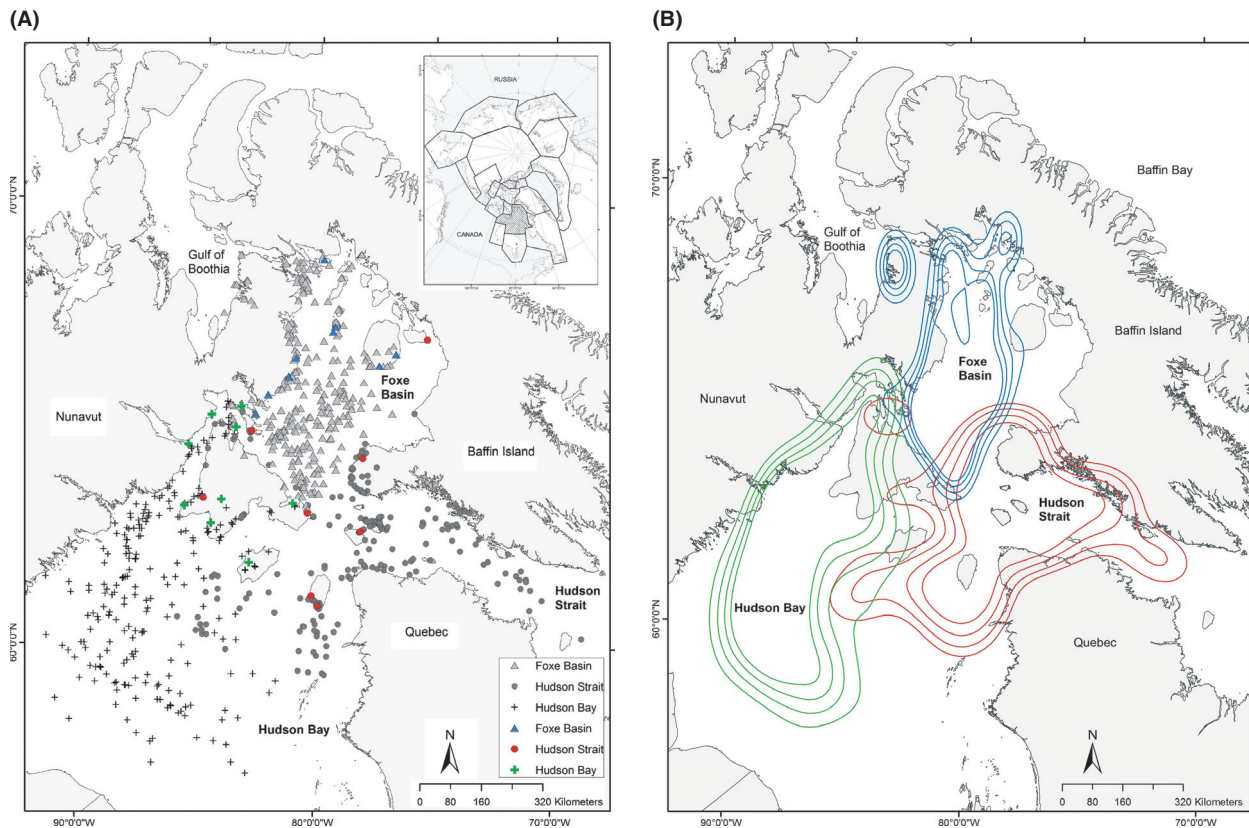 (A)
RUSSIA
CANADA
70°0'0"N
60°0'0"N
Gulf of
Boothia
Foxe
Basin
Nunavut
Baffin Island
Hudson
Strait
Quebec
Hudson Bay
Foxe Basin
Hudson Strait
Hudson Bay
Foxe Basin
Hudson Strait
Hudson Bay
N
0 80 160 320 Kilometers
90°0'0"W
80°0'0"W
70°0'0"W
(B)
Baffin Bay
70°0'0"N
Gulf of
Boothia
Baffin Island
Foxe
Basin
Nunavut
Hudson
Strait
Hudson Bay
60°0'0"N
Quebec
N
0 80 160 320 Kilometers
90°0'0"W
80°0'0"W
70°0'0"W